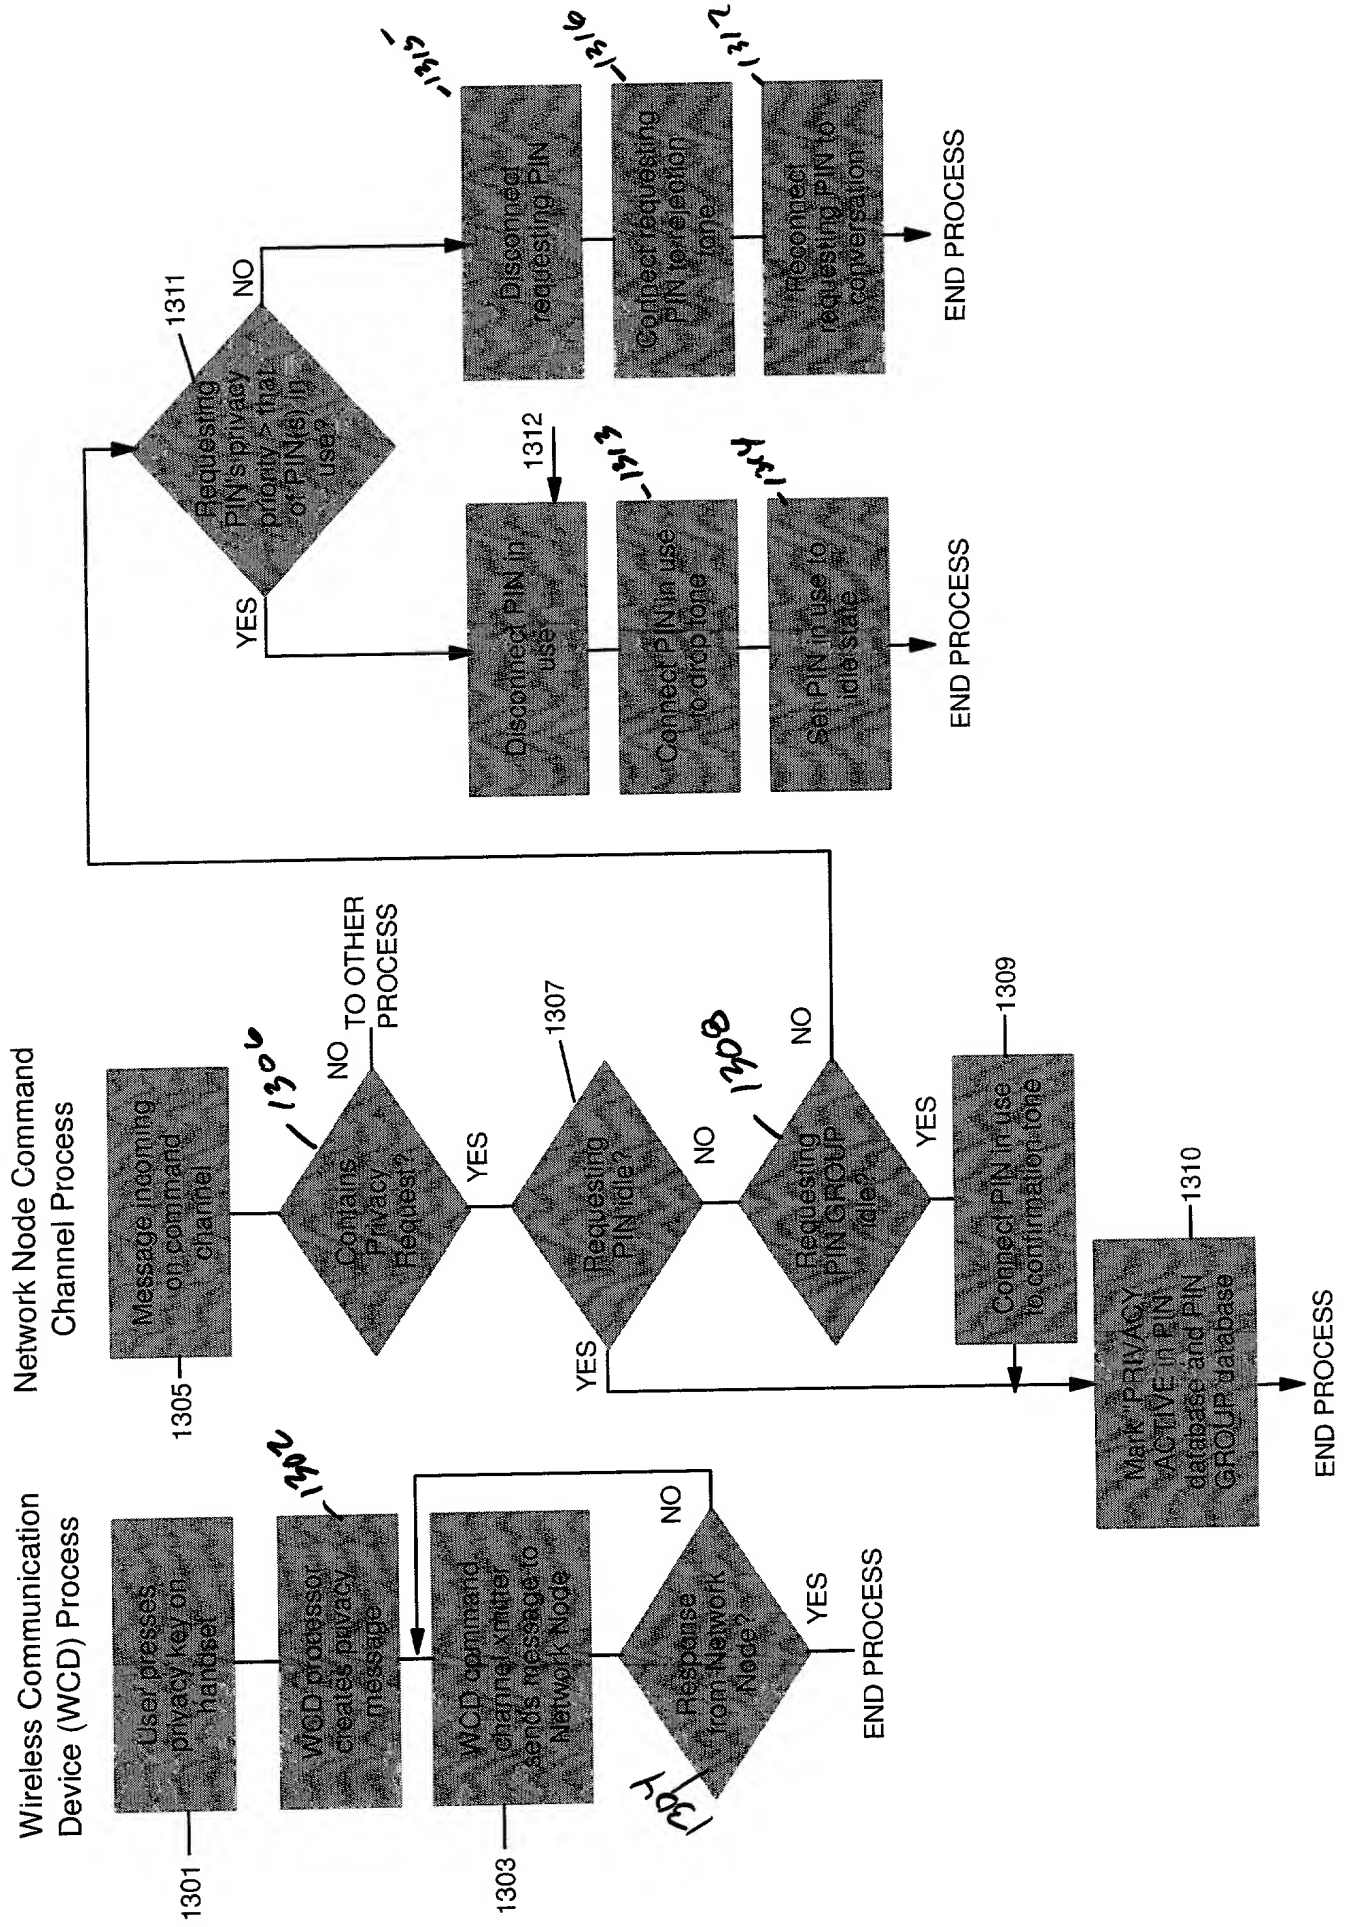 Wireless Communication
Device (WCD) Process
1301
User presses
privacy key on
handset
1302
WCD processor
creates privacy
message
1303
WCD command
channel xmitter
sends message to
Network Node
1304
Response
from Network
Node?
NO
YES
END PROCESS
Network Node Command
Channel Process
1305
Message incoming
on command
channel
1306
Contains
Privacy
Request?
NO
TO OTHER
PROCESS
YES
1307
Requesting
PIN idle?
YES
NO
1308
Requesting
PIN GROUP
idle?
NO
YES
1309
Connect PIN in use
to confirmation tone
1310
Mark "PRIVACY
ACTIVE in PIN
database and PIN
GROUP database
END PROCESS
1311
Requesting
PIN's privacy
priority > that
of PIN(s) in
use?
YES
NO
1312
Disconnect PIN in
use
1313
Connect PIN in use
to drop tone
Set PIN in use to
idle state
END PROCESS
1315
Disconnect
requesting PIN
1316
Connect requesting
PIN to rejection
tone
1312
Reconnect
requesting PIN to
conversation
END PROCESS